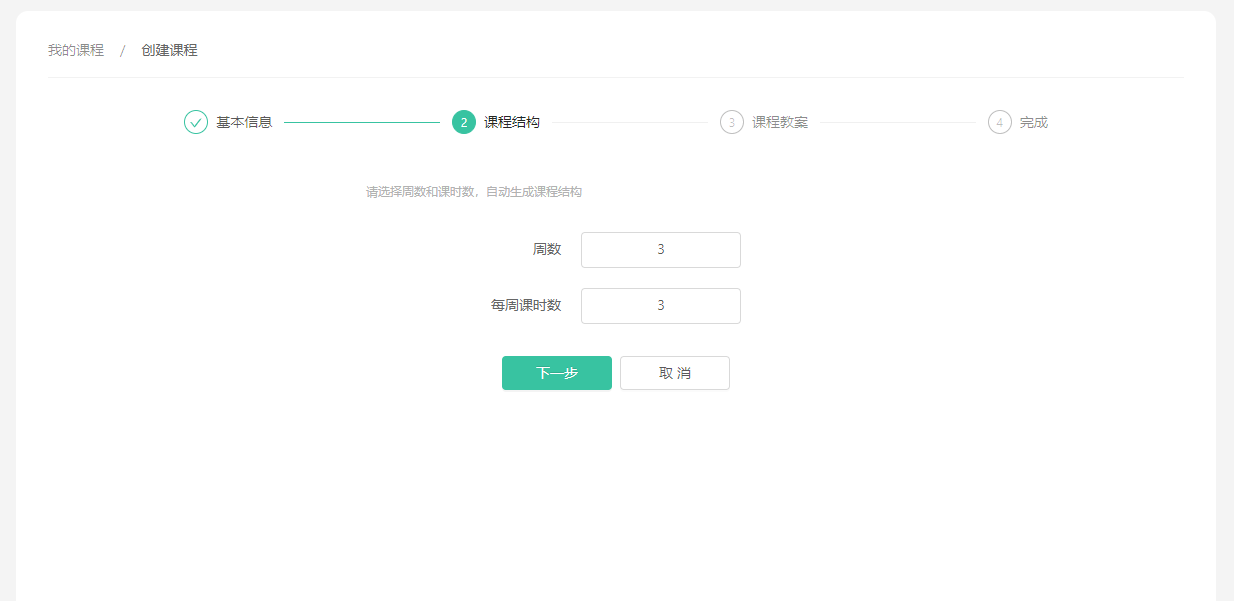 我的课程 / 创建课程
基本信息 2 课程结构 3 课程教案 4 完成
请选择周数和课时数，自动生成课程结构
周数 3
每周课时数 3
下一步 取 消